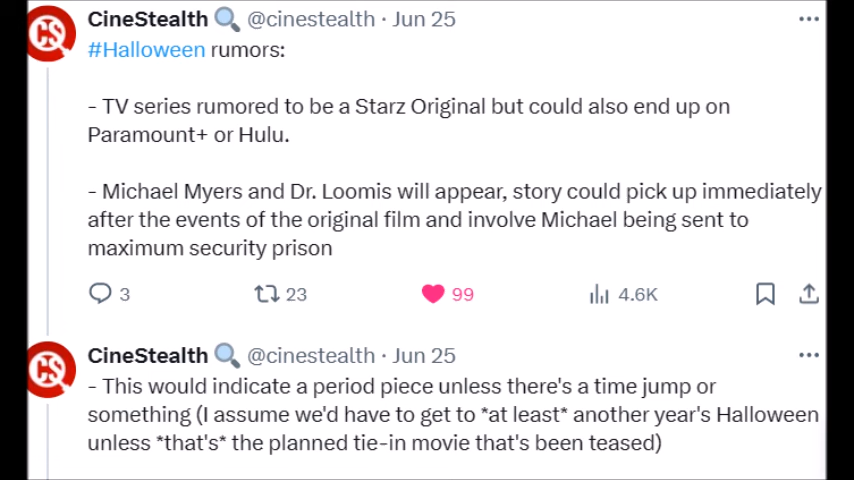 CineStealth 🔍 @cinestealth · Jun 25
#Halloween rumors:
- TV series rumored to be a Starz Original but could also end up on
Paramount+ or Hulu.
- Michael Myers and Dr. Loomis will appear, story could pick up immediately
after the events of the original film and involve Michael being sent to
maximum security prison
3 23 99 4.6K
CineStealth 🔍 @cinestealth · Jun 25
- This would indicate a period piece unless there's a time jump or
something (I assume we'd have to get to *at least* another year's Halloween
unless *that's* the planned tie-in movie that's been teased)